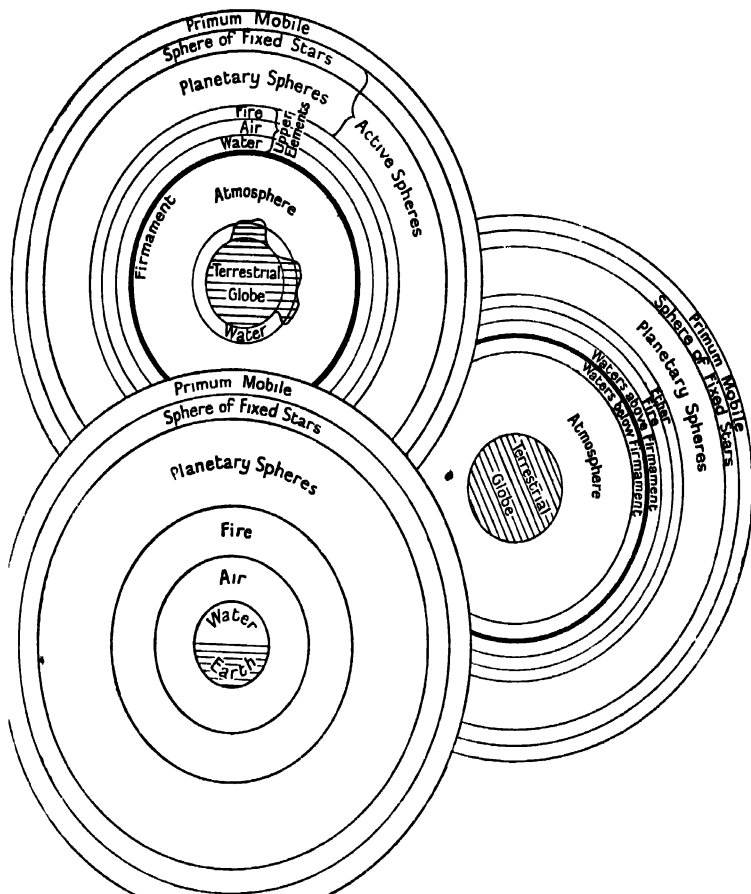 Primum Mobile
Sphere of Fixed Stars
Planetary Spheres
Fire
Air
Water
Upper
Elements
Active Spheres
Firmament
Atmosphere
Terrestrial
Globe
Water
Primum Mobile
Sphere of Fixed Stars
Planetary Spheres
Ether
Fire
Waters above Firmament
Waters below Firmament
Atmosphere
Terrestrial
Globe
Primum Mobile
Sphere of Fixed Stars
Planetary Spheres
Fire
Air
Water
Earth